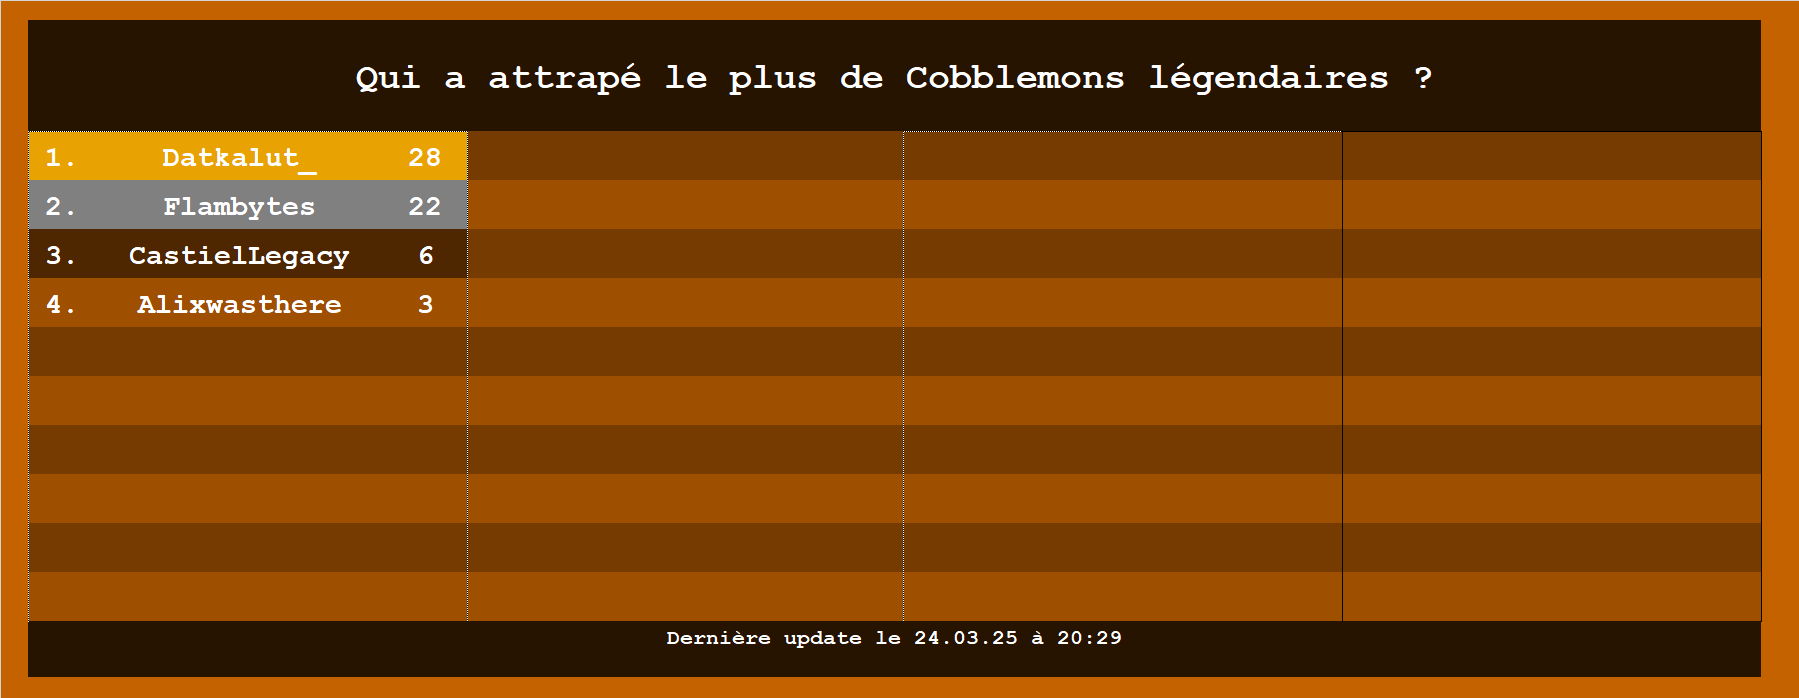 Qui a attrapé le plus de Cobblemons légendaires ?
1. Datkalut_ 28
2. Flambytes 22
3. CastielLegacy 6
4. Alixwasthere 3
Dernière update le 24.03.25 à 20:29